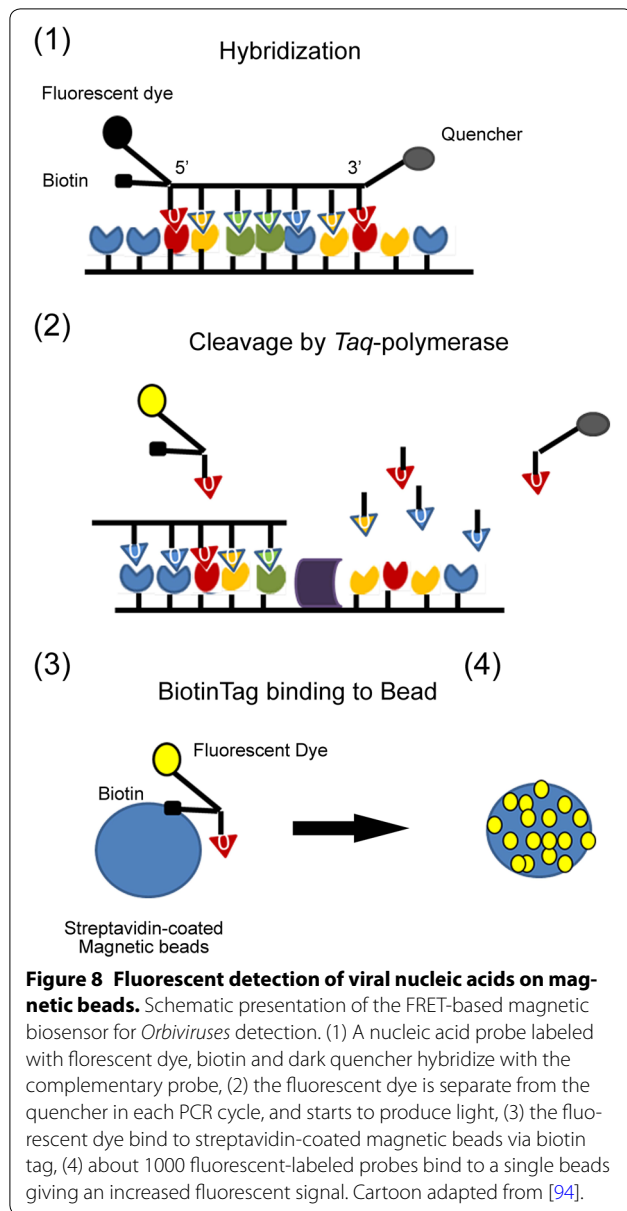 (1)
Hybridization
Fluorescent dye
Quencher
5’
3’
Biotin
U U U U U U U
(2)
Cleavage by Taq-polymerase
U
U
U
U
U
U
U U U U U
(3)
(4)
BiotinTag binding to Bead
Fluorescent Dye
Biotin
U
Streptavidin-coated
Magnetic beads
Figure 8 Fluorescent detection of viral nucleic acids on mag-
netic beads. Schematic presentation of the FRET-based magnetic
biosensor for Orbiviruses detection. (1) A nucleic acid probe labeled
with florescent dye, biotin and dark quencher hybridize with the
complementary probe, (2) the fluorescent dye is separate from the
quencher in each PCR cycle, and starts to produce light, (3) the fluo-
rescent dye bind to streptavidin-coated magnetic beads via biotin
tag, (4) about 1000 fluorescent-labeled probes bind to a single beads
giving an increased fluorescent signal. Cartoon adapted from [94].